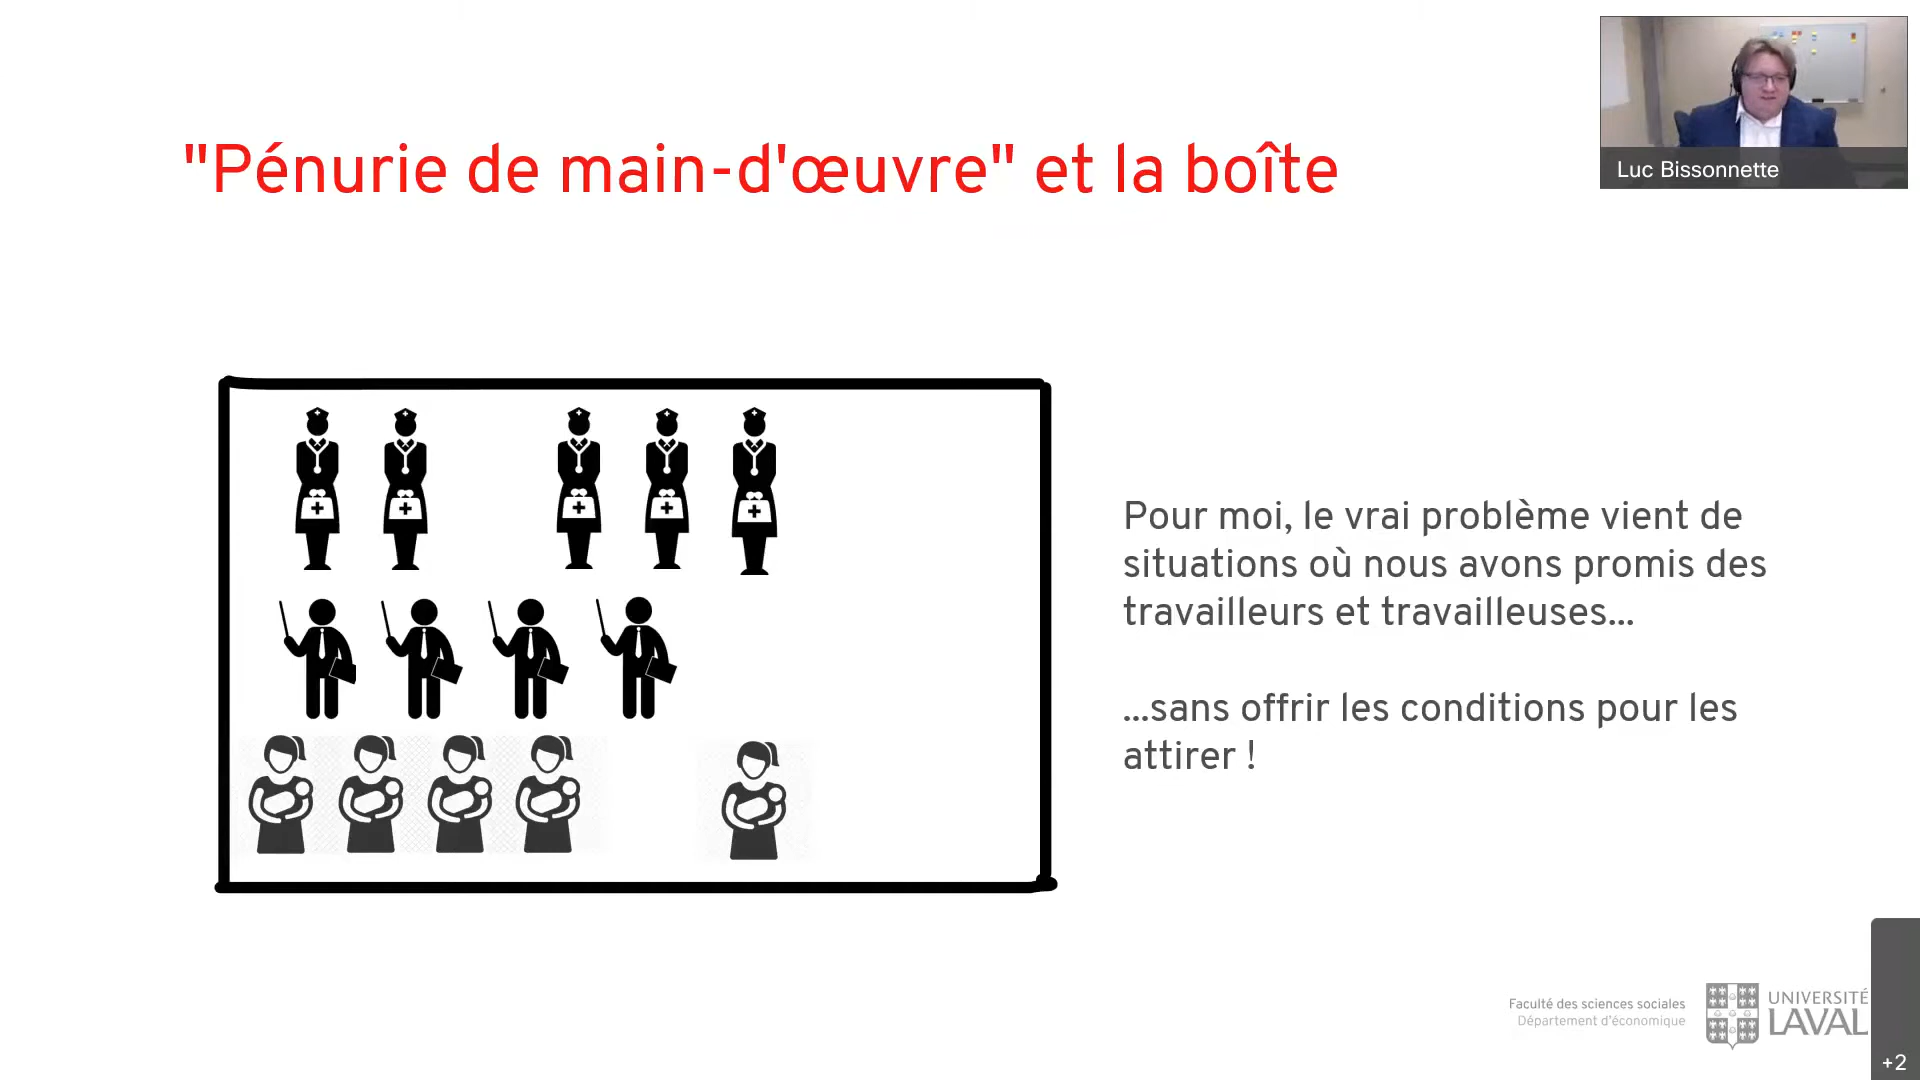 "Pénurie de main-d'œuvre" et la boîte
Luc Bissonnette
Pour moi, le vrai problème vient de
situations où nous avons promis des
travailleurs et travailleuses...
...sans offrir les conditions pour les
attirer !
Faculté des sciences sociales
Département d'économique
UNIVERSITÉ
LAVAL
+2